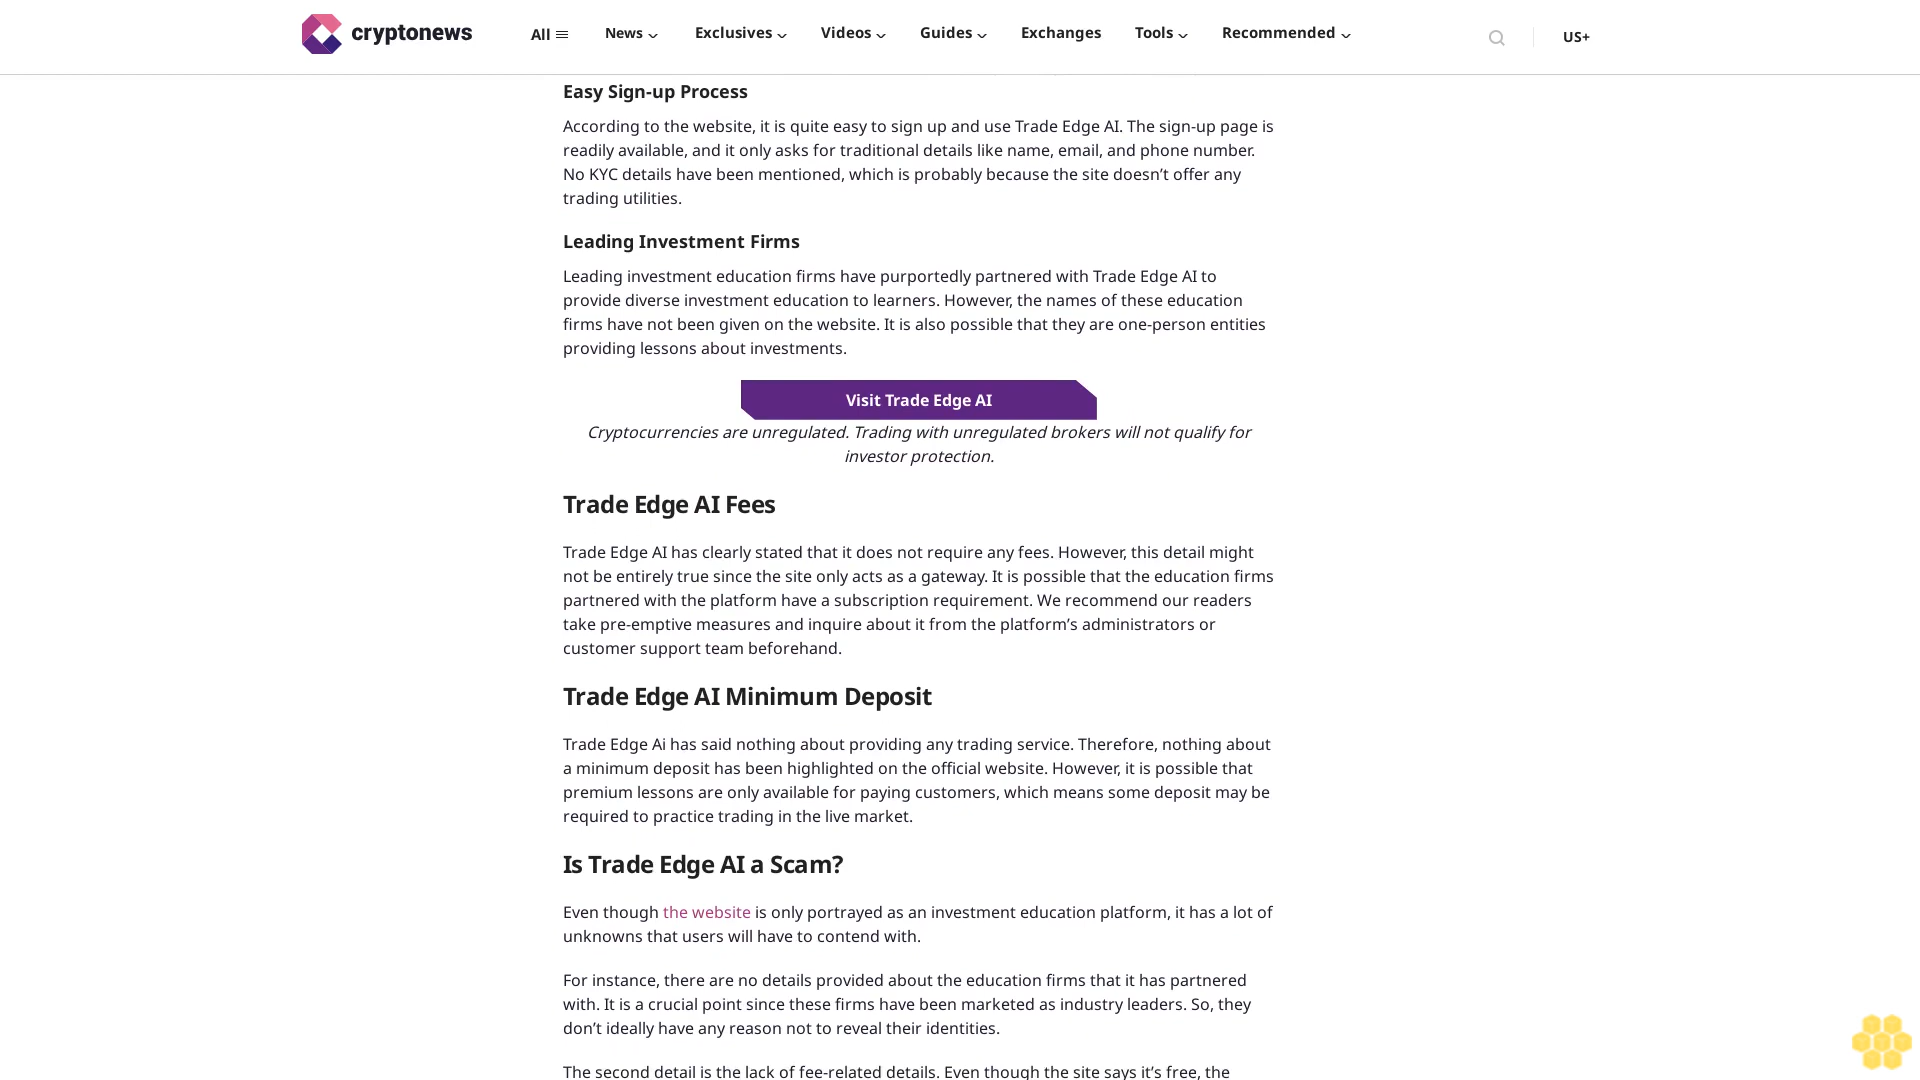 cryptonews
All
News
Exclusives
Videos
Guides
Exchanges
Tools
Recommended
US+
Easy Sign-up Process
According to the website, it is quite easy to sign up and use Trade Edge AI. The sign-up page is
readily available, and it only asks for traditional details like name, email, and phone number.
No KYC details have been mentioned, which is probably because the site doesn’t offer any
trading utilities.
Leading Investment Firms
Leading investment education firms have purportedly partnered with Trade Edge AI to
provide diverse investment education to learners. However, the names of these education
firms have not been given on the website. It is also possible that they are one-person entities
providing lessons about investments.
Visit Trade Edge AI
Cryptocurrencies are unregulated. Trading with unregulated brokers will not qualify for
investor protection.
Trade Edge AI Fees
Trade Edge AI has clearly stated that it does not require any fees. However, this detail might
not be entirely true since the site only acts as a gateway. It is possible that the education firms
partnered with the platform have a subscription requirement. We recommend our readers
take pre-emptive measures and inquire about it from the platform’s administrators or
customer support team beforehand.
Trade Edge AI Minimum Deposit
Trade Edge Ai has said nothing about providing any trading service. Therefore, nothing about
a minimum deposit has been highlighted on the official website. However, it is possible that
premium lessons are only available for paying customers, which means some deposit may be
required to practice trading in the live market.
Is Trade Edge AI a Scam?
Even though the website is only portrayed as an investment education platform, it has a lot of
unknowns that users will have to contend with.
For instance, there are no details provided about the education firms that it has partnered
with. It is a crucial point since these firms have been marketed as industry leaders. So, they
don’t ideally have any reason not to reveal their identities.
The second detail is the lack of fee-related details. Even though the site says it’s free, the